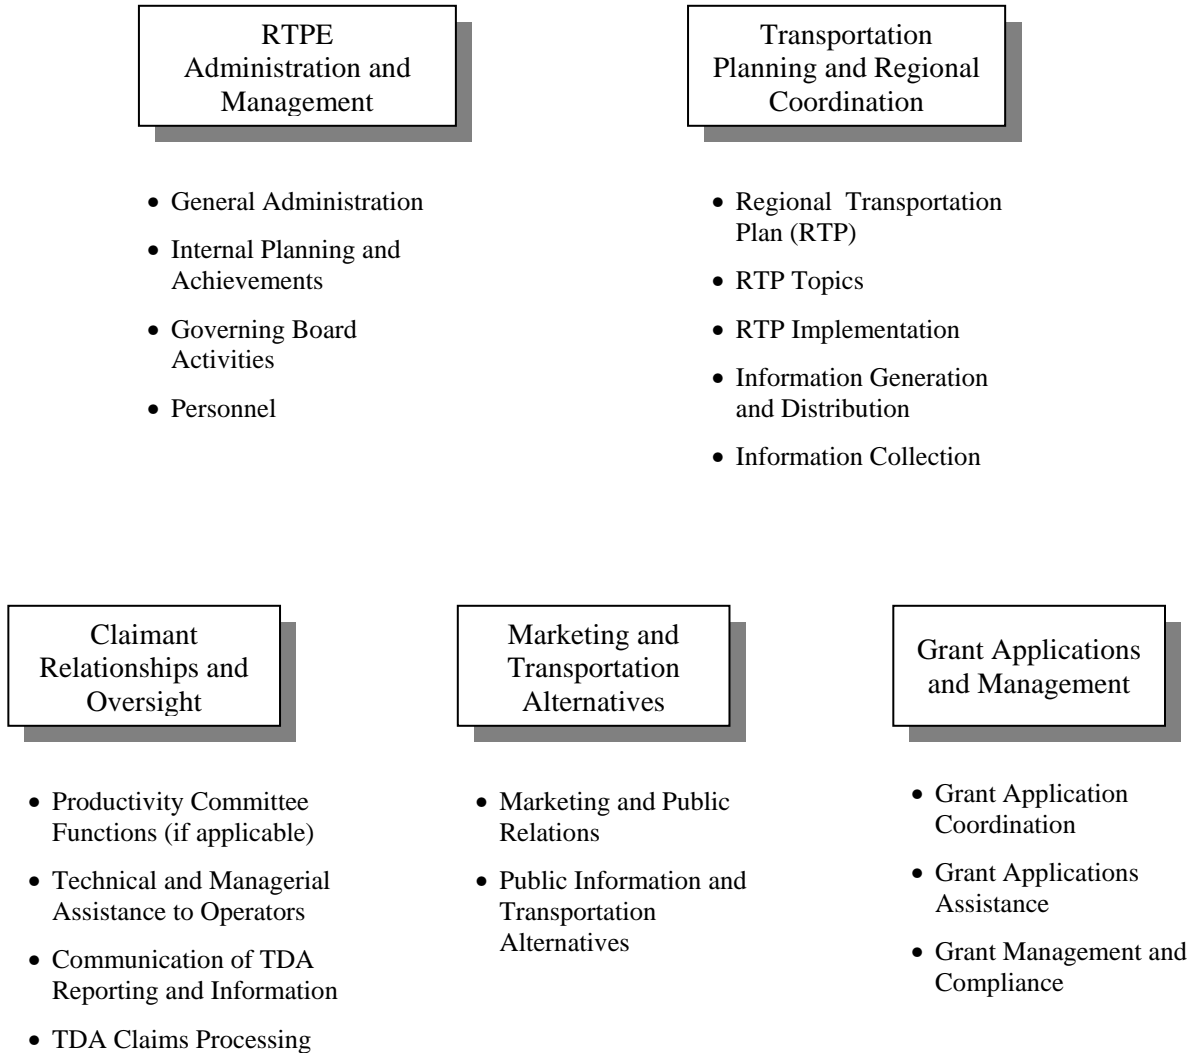 RTPE
Administration and
Management
Transportation
Planning and Regional
Coordination
• General Administration
• Internal Planning and
Achievements
• Governing Board
Activities
• Personnel
• Regional Transportation
Plan (RTP)
• RTP Topics
• RTP Implementation
• Information Generation
and Distribution
• Information Collection
Claimant
Relationships and
Oversight
Marketing and
Transportation
Alternatives
Grant Applications
and Management
• Productivity Committee
Functions (if applicable)
• Technical and Managerial
Assistance to Operators
• Communication of TDA
Reporting and Information
• TDA Claims Processing
• Marketing and Public
Relations
• Public Information and
Transportation
Alternatives
• Grant Application
Coordination
• Grant Applications
Assistance
• Grant Management and
Compliance